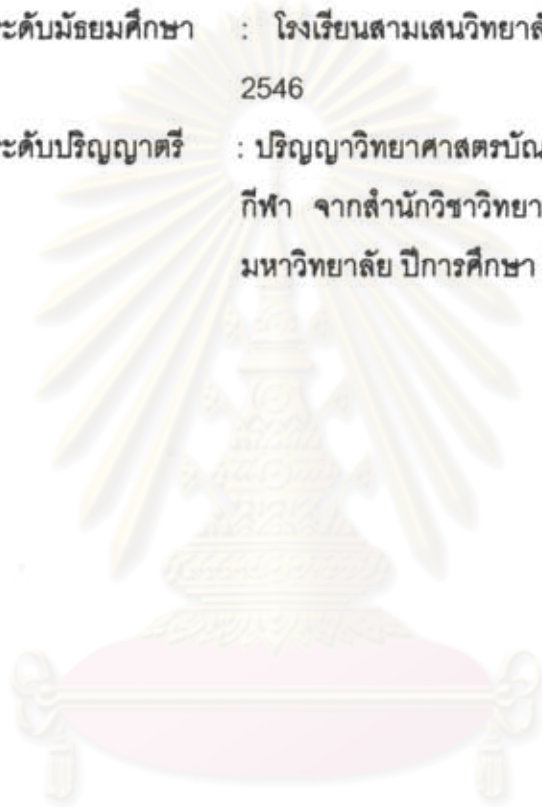 ระดับมัธยมศึกษา : โรงเรียนสามเสนวิทยาลั
2546
ระดับปริญญาตรี : ปริญญาวิทยาศาสตรบัณ
กีฬา จากสำนักวิชาวิทยา
มหาวิทยาลัย ปีการศึกษา